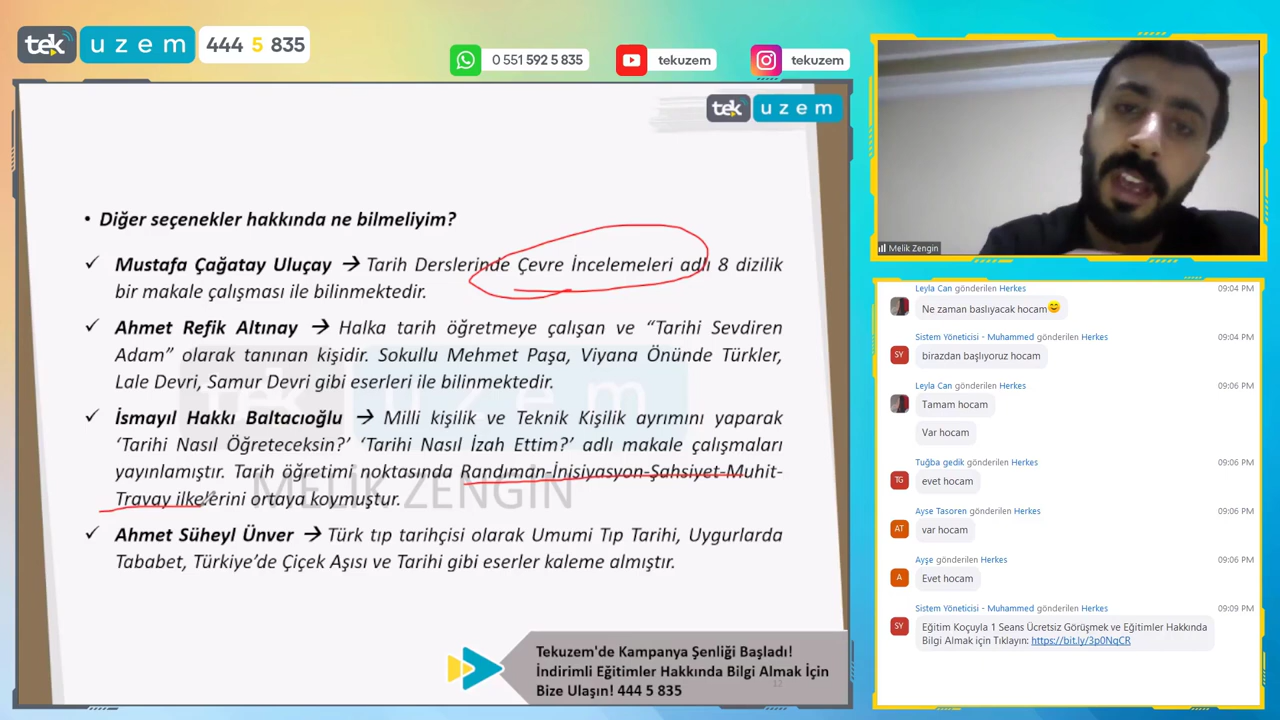 tek uzem 444 5 835
0 551 592 5 835
tekuzem
tekuzem
tek uzem
• Diğer seçenekler hakkında ne bilmeliyim?
✓ Mustafa Çağatay Uluçay → Tarih Derslerinde Çevre İncelemeleri adlı 8 dizilik
bir makale çalışması ile bilinmektedir.
✓ Ahmet Refik Altınay → Halka tarih öğretmeye çalışan ve “Tarihi Sevdiren
Adam” olarak tanınan kişidir. Sokullu Mehmet Paşa, Viyana Önünde Türkler,
Lale Devri, Samur Devri gibi eserleri ile bilinmektedir.
✓ İsmayıl Hakkı Baltacıoğlu → Milli kişilik ve Teknik Kişilik ayrımını yaparak
‘Tarihi Nasıl Öğreteceksin?’ ‘Tarihi Nasıl İzah Ettim?’ adlı makale çalışmaları
yayınlamıştır. Tarih öğretimi noktasında Randıman-İnisiyasyon-Şahsiyet-Muhit-
Travay ilkelerini ortaya koymuştur.
✓ Ahmet Süheyl Ünver → Türk tıp tarihçisi olarak Umumi Tıp Tarihi, Uygurlarda
Tababet, Türkiye’de Çiçek Aşısı ve Tarihi gibi eserler kaleme almıştır.
tek uzem
MELİK ZENGİN
12
Tekuzem'de Kampanya Şenliği Başladı!
İndirimli Eğitimler Hakkında Bilgi Almak İçin
Bize Ulaşın! 444 5 835
Melik Zengin
Leyla Can gönderilen Herkes 09:04 PM
Ne zaman baslıyacak hocam😊
Sistem Yöneticisi - Muhammed gönderilen Herkes 09:04 PM
SY birazdan başlıyoruz hocam
Leyla Can gönderilen Herkes 09:06 PM
Tamam hocam
Var hocam
Tuğba gedik gönderilen Herkes 09:06 PM
TG evet hocam
Ayse Tasoren gönderilen Herkes 09:06 PM
AT var hocam
Ayşe gönderilen Herkes 09:06 PM
A Evet hocam
Sistem Yöneticisi - Muhammed gönderilen Herkes 09:09 PM
SY Eğitim Koçuyla 1 Seans Ücretsiz Görüşmek ve Eğitimler Hakkında
Bilgi Almak için Tıklayın: https://bit.ly/3p0NqCR